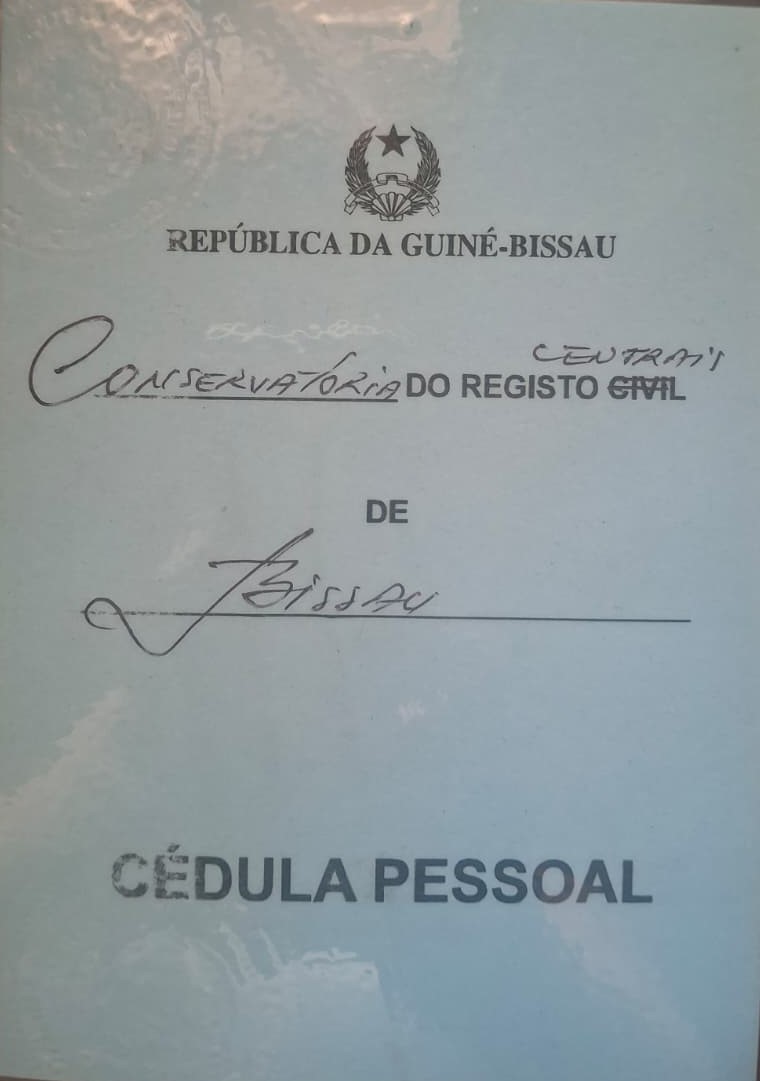 REPÚBLICA DA GUINÉ-BISSAU
CENTRAIS
CONSERVATÓRIA DO REGISTO CIVIL
DE
BISSAU
CÉDULA PESSOAL